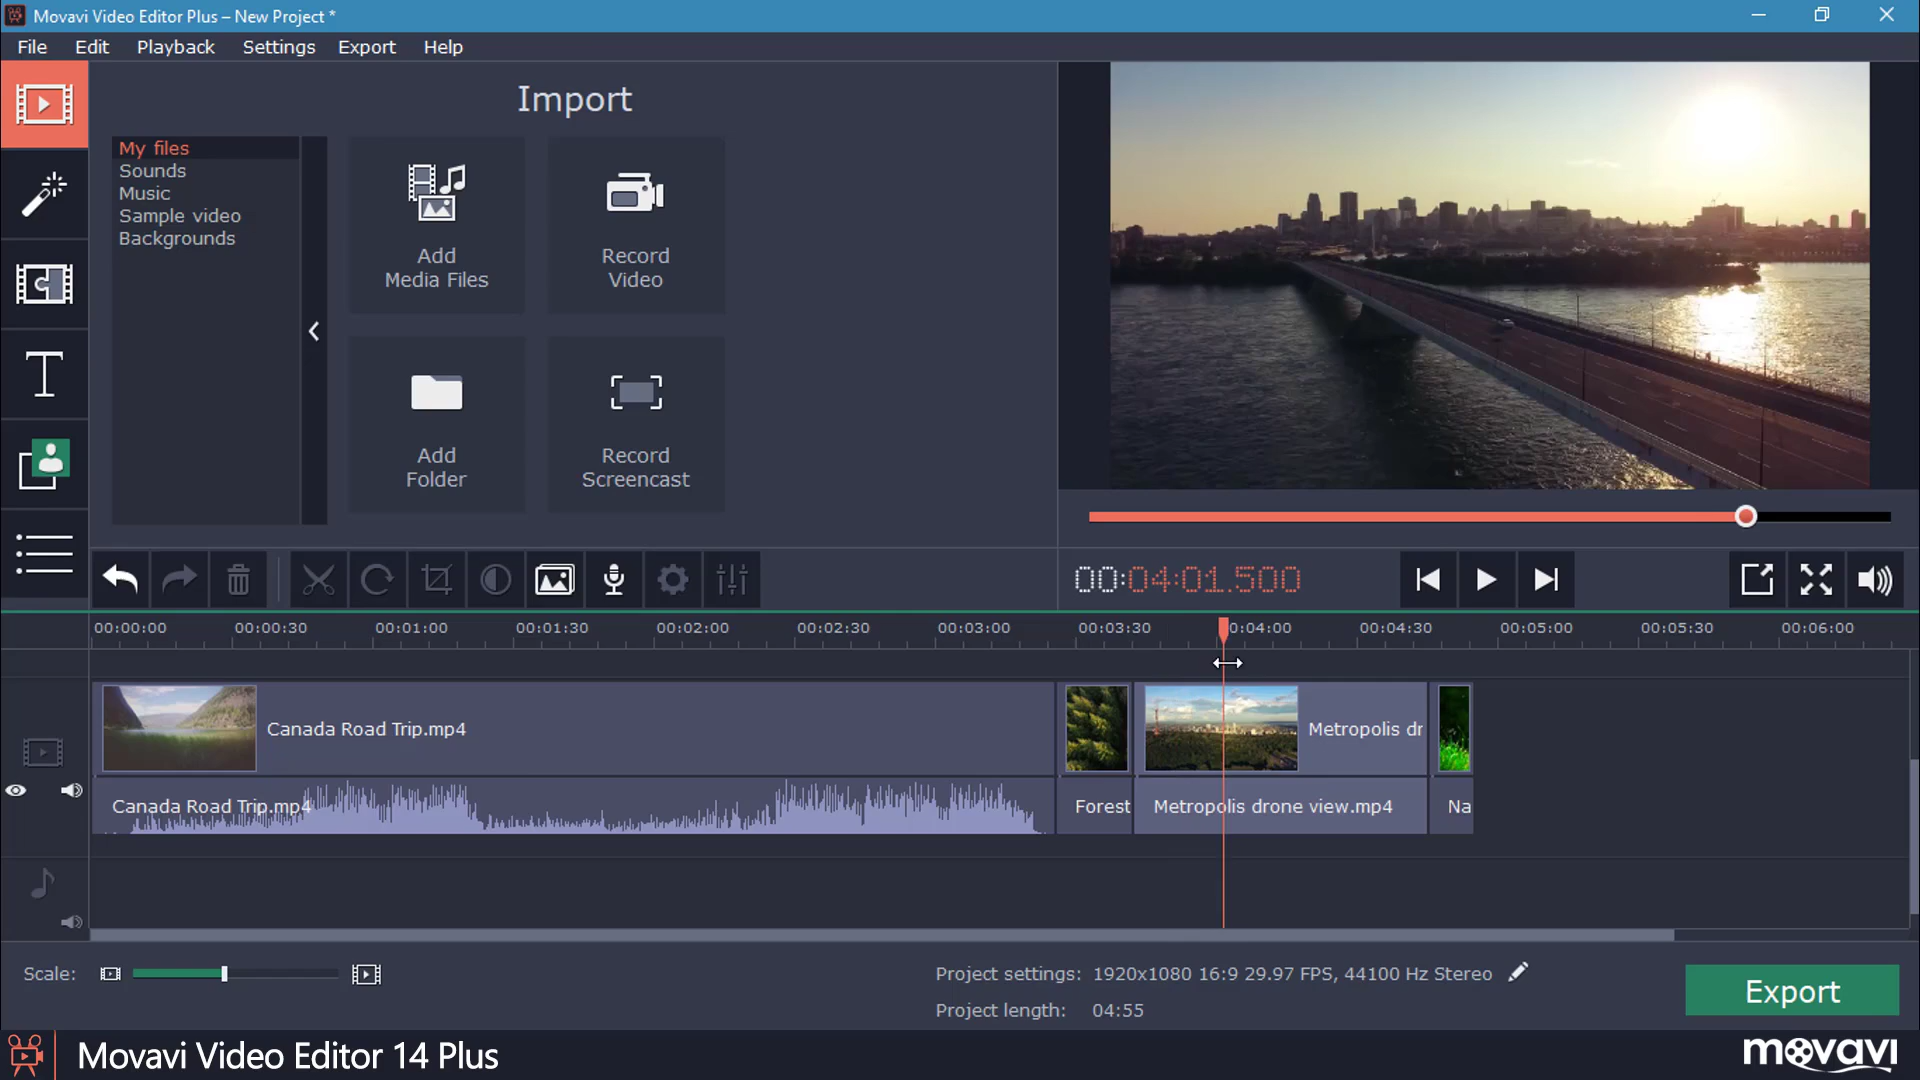 Movavi Video Editor Plus – New Project *
File Edit Playback Settings Export Help
Import
My files
Sounds
Music
Sample video
Backgrounds
Add
Media Files
Record
Video
Add
Folder
Record
Screencast
00:04:01.500
00:00:00 00:00:30 00:01:00 00:01:30 00:02:00 00:02:30 00:03:00 00:03:30 0:04:00 00:04:30 00:05:00 00:05:30 00:06:00
Canada Road Trip.mp4
Metropolis dr
Canada Road Trip.mp4
Forest
Metropolis drone view.mp4
Na
Scale:
Project settings: 1920x1080 16:9 29.97 FPS, 44100 Hz Stereo
Project length: 04:55
Export
Movavi Video Editor 14 Plus
movavi